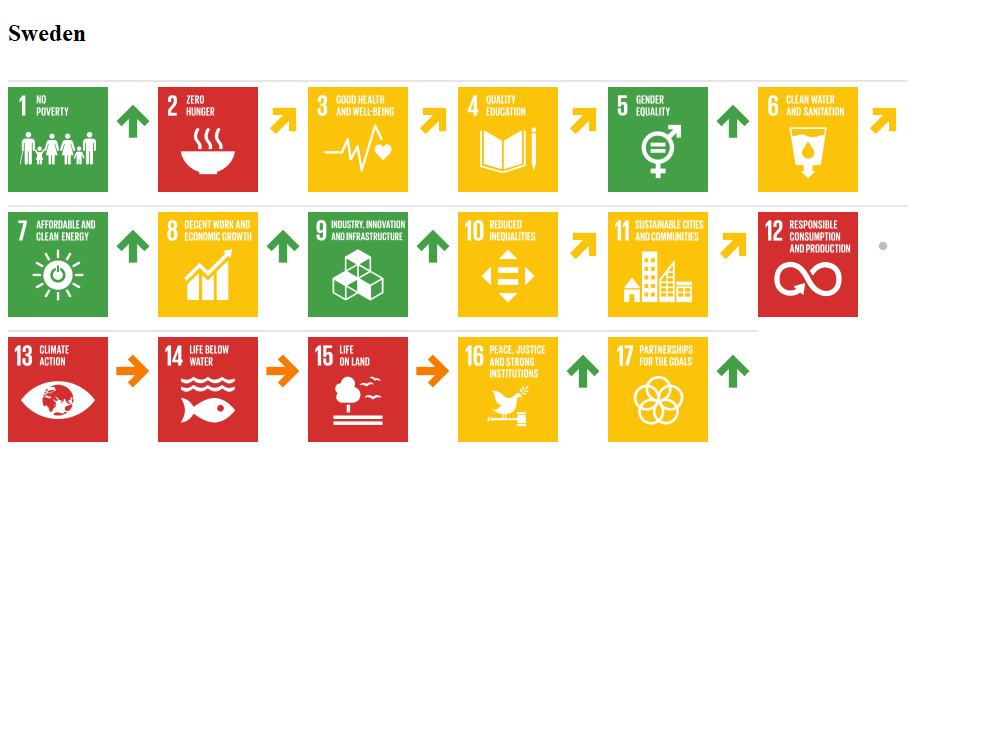 Sweden
1 NO
POVERTY
2 ZERO
HUNGER
3 GOOD HEALTH
AND WELL-BEING
4 QUALITY
EDUCATION
5 GENDER
EQUALITY
6 CLEAN WATER
AND SANITATION
7 AFFORDABLE AND
CLEAN ENERGY
8 DECENT WORK AND
ECONOMIC GROWTH
9 INDUSTRY, INNOVATION
AND INFRASTRUCTURE
10 REDUCED
INEQUALITIES
11 SUSTAINABLE CITIES
AND COMMUNITIES
12 RESPONSIBLE
CONSUMPTION
AND PRODUCTION
13 CLIMATE
ACTION
14 LIFE BELOW
WATER
15 LIFE
ON LAND
16 PEACE, JUSTICE
AND STRONG
INSTITUTIONS
17 PARTNERSHIPS
FOR THE GOALS